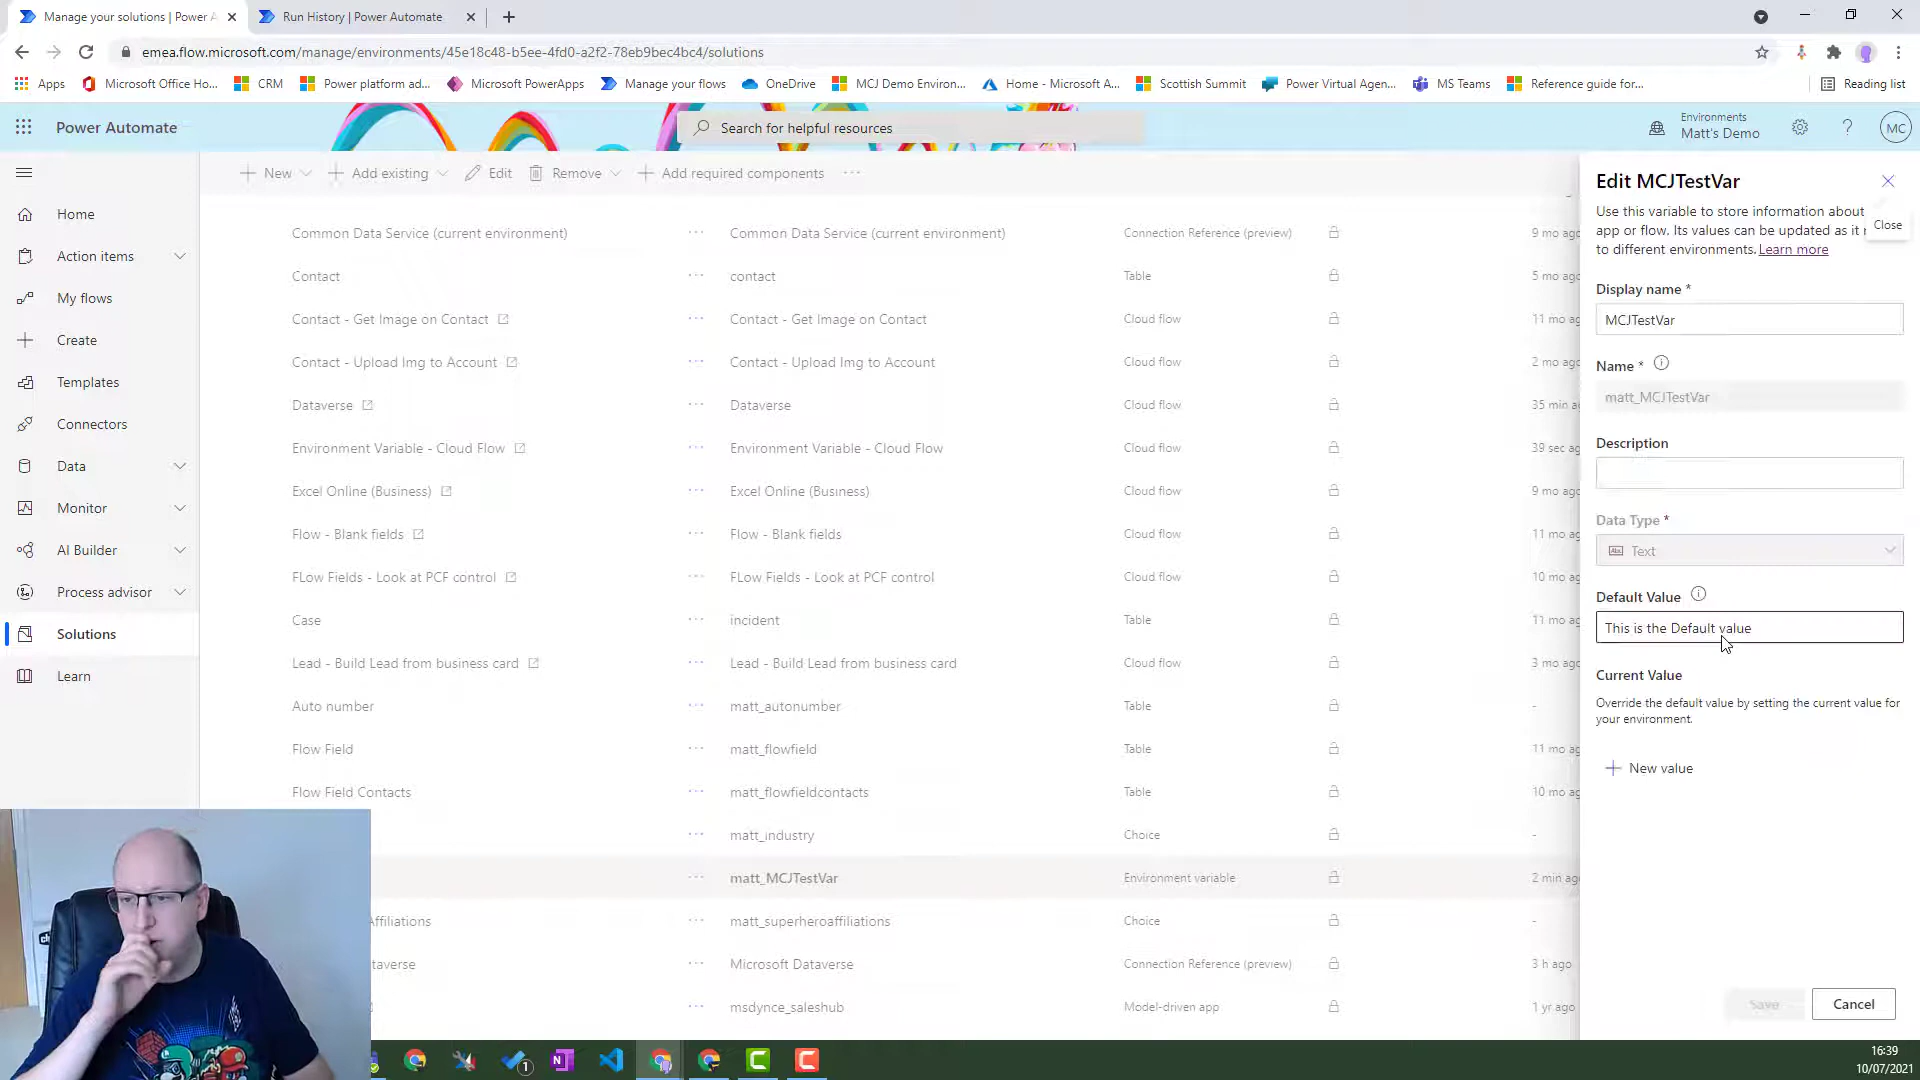 Manage your solutions | Power A
Run History | Power Automate
emea.flow.microsoft.com/manage/environments/45e18c48-b5ee-4fd0-a2f2-78eb9bec4bc4/solutions
Apps
Microsoft Office Ho...
CRM
Power platform ad...
Microsoft PowerApps
Manage your flows
OneDrive
MCJ Demo Environ...
Home - Microsoft A...
Scottish Summit
Power Virtual Agen...
MS Teams
Reference guide for...
Reading list
Power Automate
Search for helpful resources
Environments
Matt's Demo
MC
New
Add existing
Edit
Remove
Add required components
Home
Action items
My flows
Create
Templates
Connectors
Data
Monitor
AI Builder
Process advisor
Solutions
Learn
Common Data Service (current environment) Common Data Service (current environment) Connection Reference (preview) 9 mo ago
Contact contact Table 5 mo ago
Contact - Get Image on Contact Contact - Get Image on Contact Cloud flow 11 mo ag
Contact - Upload Img to Account Contact - Upload Img to Account Cloud flow 2 mo ago
Dataverse Dataverse Cloud flow 35 min ag
Environment Variable - Cloud Flow Environment Variable - Cloud Flow Cloud flow 39 sec ag
Excel Online (Business) Excel Online (Business) Cloud flow 9 mo ago
Flow - Blank fields Flow - Blank fields Cloud flow 11 mo ag
FLow Fields - Look at PCF control FLow Fields - Look at PCF control Cloud flow 10 mo ag
Case incident Table 11 mo ag
Lead - Build Lead from business card Lead - Build Lead from business card Cloud flow 3 mo ago
Auto number matt_autonumber Table -
Flow Field matt_flowfield Table 11 mo ag
Flow Field Contacts matt_flowfieldcontacts Table 10 mo ag
matt_industry Choice -
matt_MCJTestVar Environment variable 2 min ago
Affiliations matt_superheroaffiliations Choice -
taverse Microsoft Dataverse Connection Reference (preview) 3 h ago
msdynce_saleshub Model-driven app 1 yr ago
Edit MCJTestVar
Use this variable to store information about
app or flow. Its values can be updated as it
to different environments. Learn more
Close
Display name *
MCJTestVar
Name *
matt_MCJTestVar
Description
Data Type *
Abc Text
Default Value
This is the Default value
Current Value
Override the default value by setting the current value for
your environment.
New value
Save
Cancel
1
N
16:39
10/07/2021